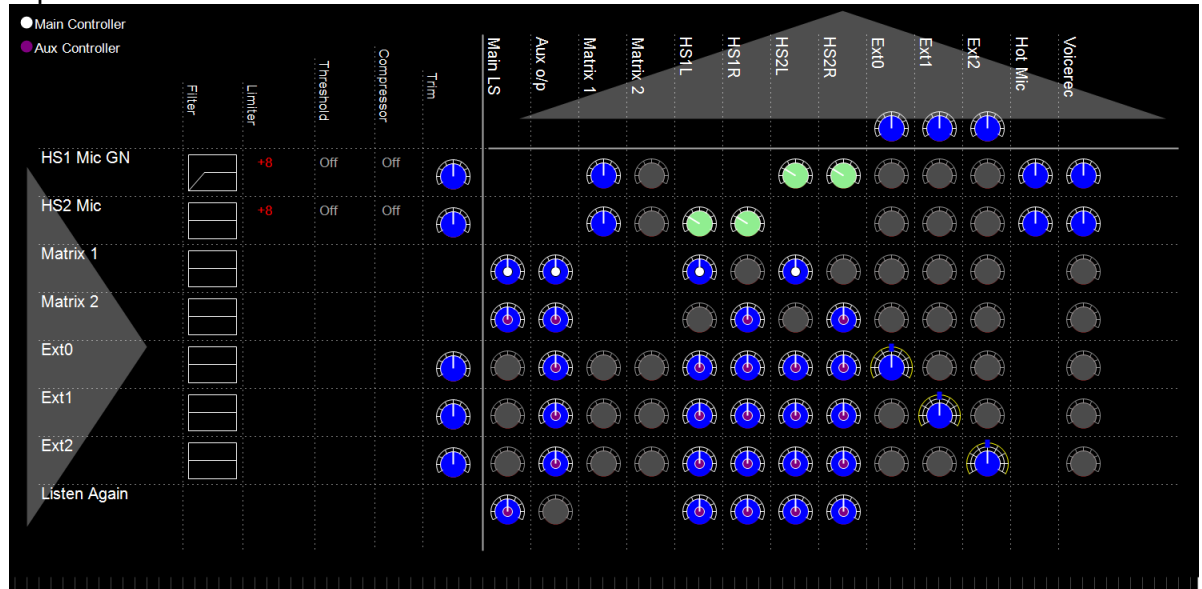 Main Controller
Aux Controller
Filter
Limiter
Threshold
Compressor
Trim
Main LS
Aux o/p
Matrix 1
Matrix 2
HS1L
HS1R
HS2L
HS2R
Ext0
Ext1
Ext2
Hot Mic
Voicerec
HS1 Mic GN
+8
Off
Off
HS2 Mic
+8
Off
Off
Matrix 1
Matrix 2
Ext0
Ext1
Ext2
Listen Again